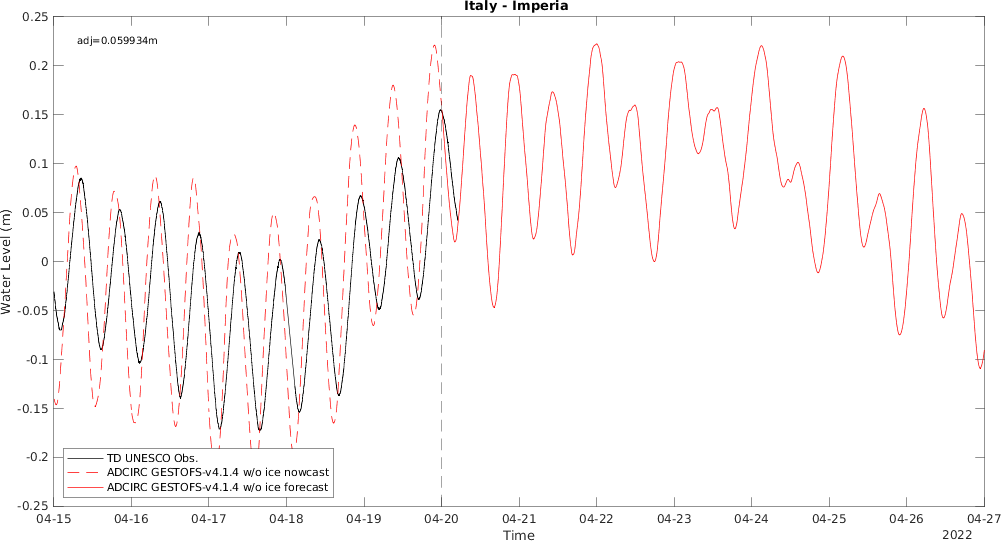 Italy - Imperia
adj=0.059934m
0.25
0.2
0.15
0.1
0.05
0
-0.05
-0.1
-0.15
-0.2
-0.25
Water Level (m)
TD UNESCO Obs.
ADCIRC GESTOFS-v4.1.4 w/o ice nowcast
ADCIRC GESTOFS-v4.1.4 w/o ice forecast
04-15 04-16 04-17 04-18 04-19 04-20 04-21 04-22 04-23 04-24 04-25 04-26 04-27
Time
2022